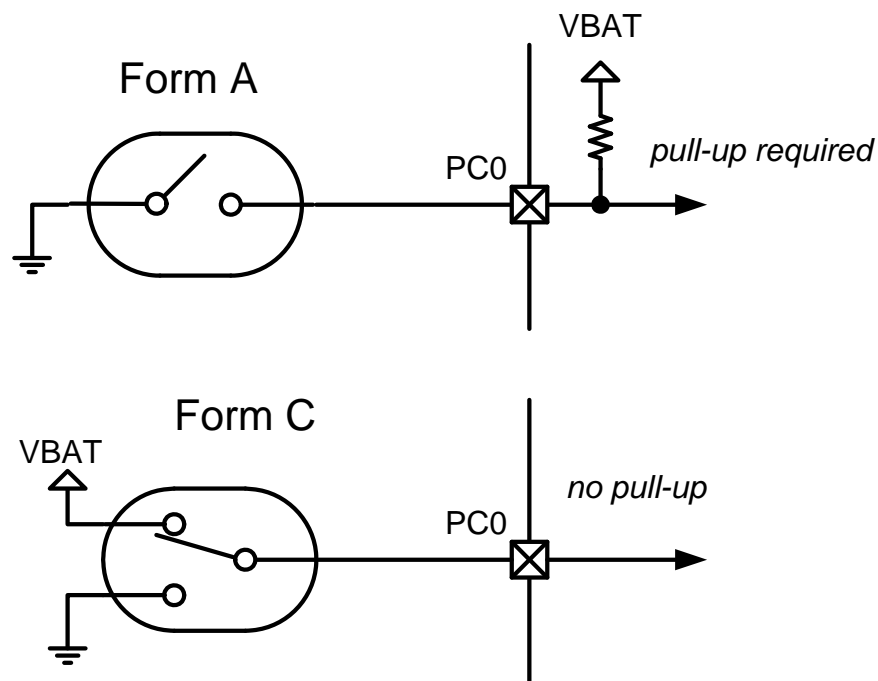 VBAT
Form A
pull-up required
PC0
Form C
VBAT
no pull-up
PC0